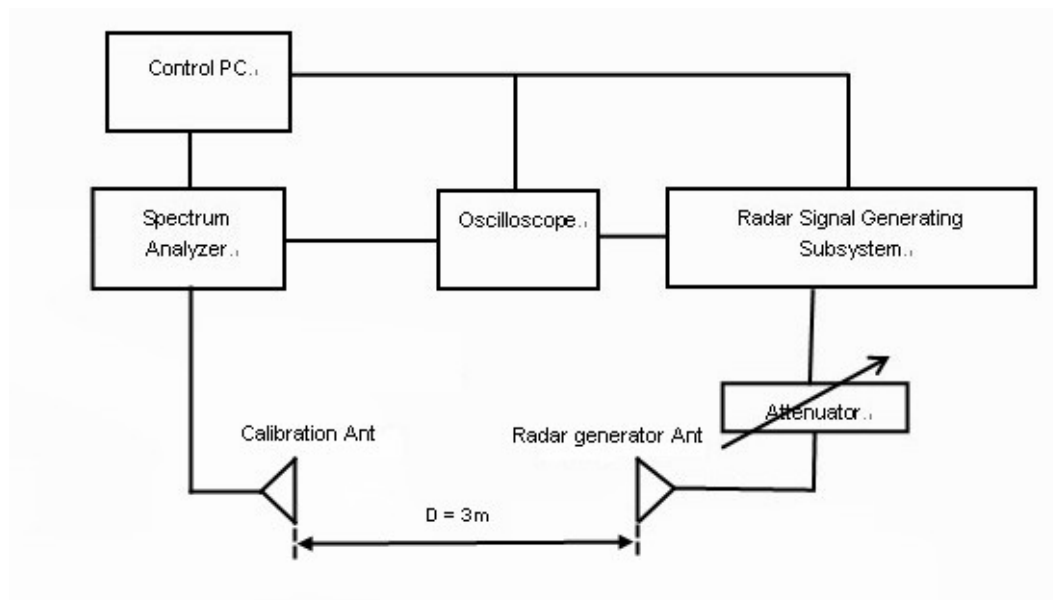 Control PC
Spectrum
Analyzer
Oscilloscope
Radar Signal Generating
Subsystem
Attenuator
Calibration Ant
Radar generator Ant
D = 3m